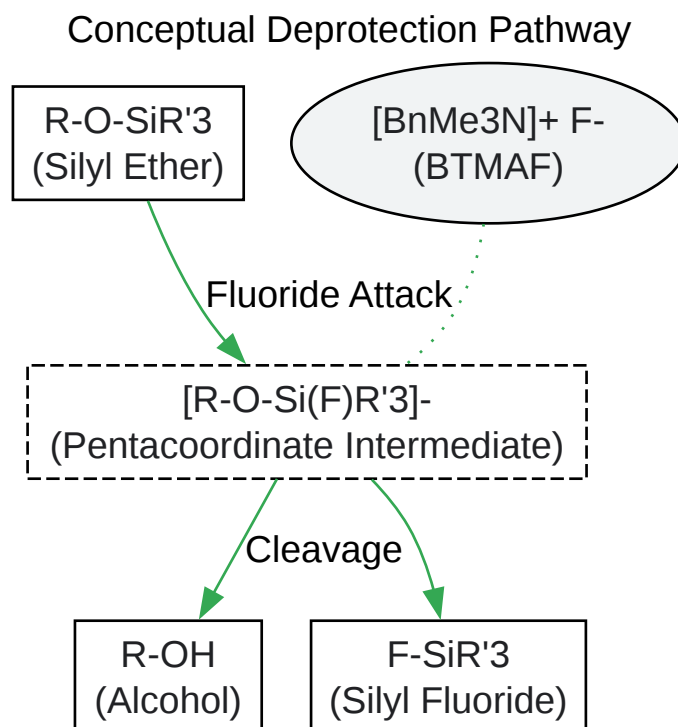 Conceptual Deprotection Pathway
R-O-SiR'3
(Silyl Ether)
[BnMe3N]+ F-
(BTMAF)
Fluoride Attack
[R-O-Si(F)R'3]-
(Pentacoordinate Intermediate)
Cleavage
R-OH
(Alcohol)
F-SiR'3
(Silyl Fluoride)